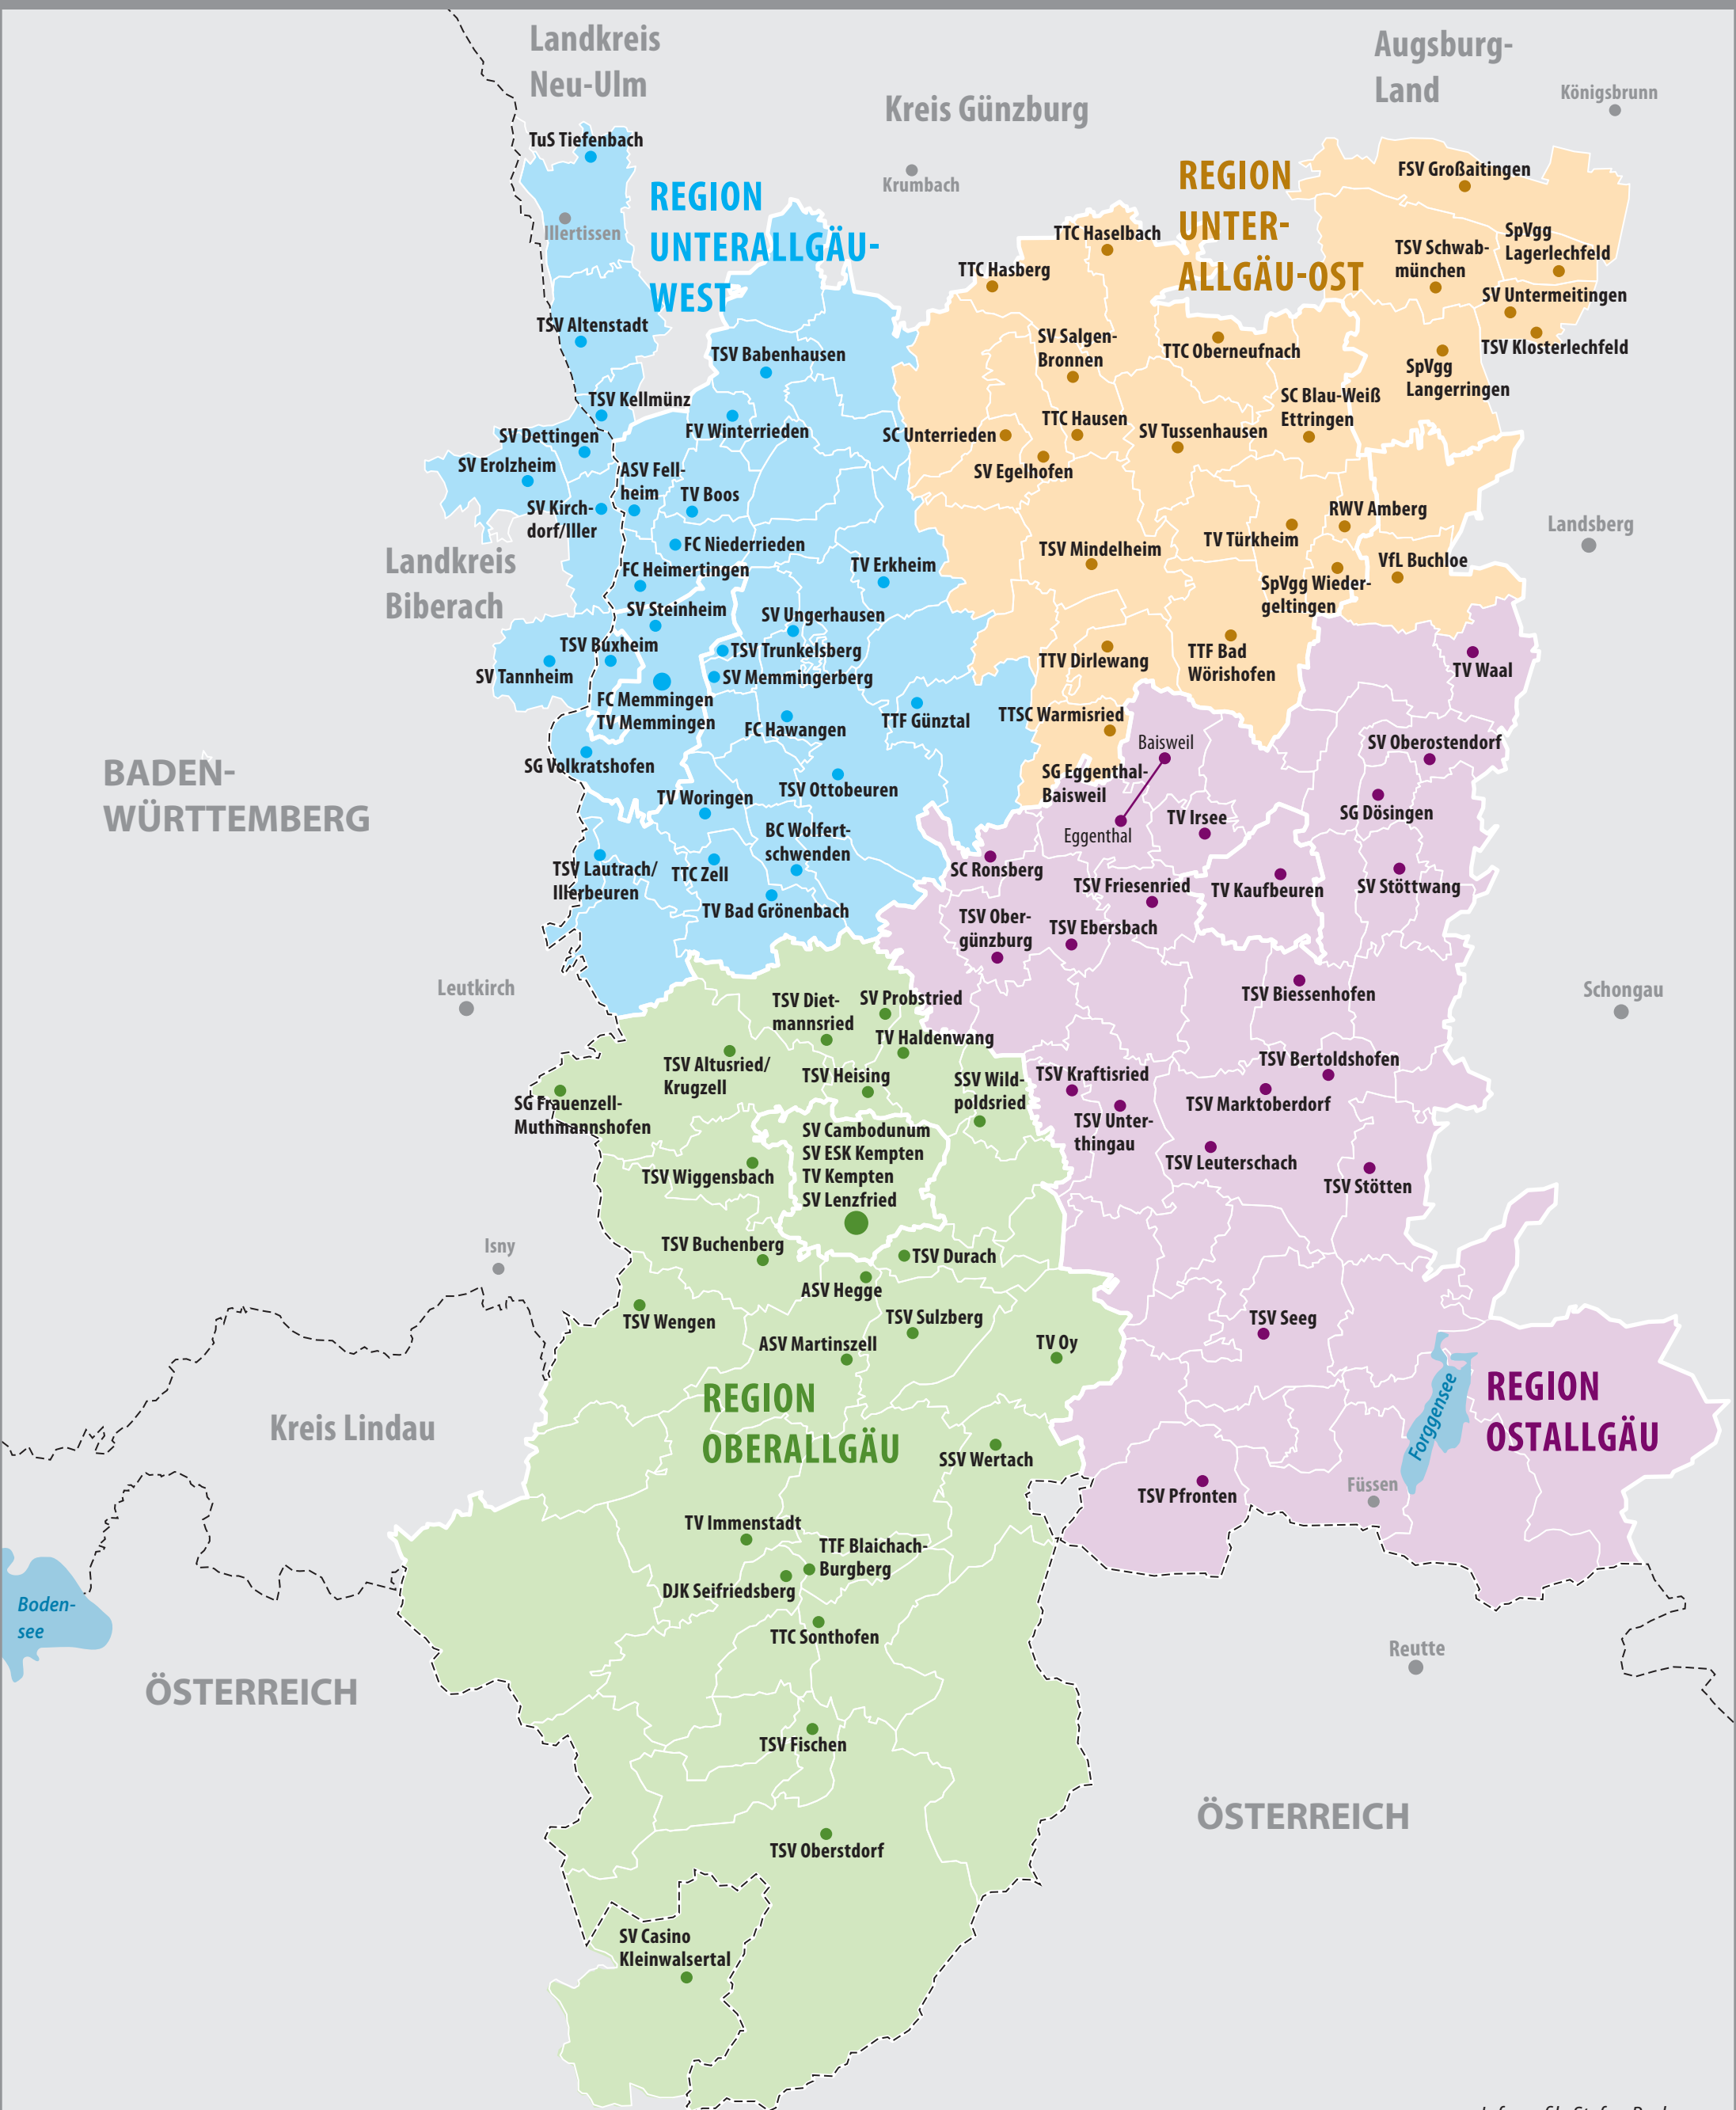 Landkreis
Neu-Ulm
Augsburg-
Land
Königsbrunn
Kreis Günzburg
Krumbach
TuS Tiefenbach
REGION
UNTERALLGÄU-
WEST
Illertissen
REGION
UNTER-
ALLGÄU-OST
FSV Großaitingen
TTC Haselbach
TTC Hasberg
TSV Schwab-
münchen
SpVgg
Lagerlechfeld
SV Untermeitingen
TSV Klosterlechfeld
SpVgg
Langerringen
TSV Altenstadt
TSV Babenhausen
SV Salgen-
Bronnen
TTC Oberneufnach
SC Blau-Weiß
Ettringen
TSV Kellmünz
FV Winterrieden
SC Unterrieden
TTC Hausen
SV Tussenhausen
SV Egelhofen
SV Dettingen
SV Erolzheim
ASV Fell-
heim
TV Boos
SV Kirch-
dorf/Iller
FC Niederrieden
FC Heimertingen
TV Erkheim
TSV Mindelheim
TV Türkheim
RWV Amberg
VfL Buchloe
SpVgg Wieder-
geltingen
Landsberg
Landkreis
Biberach
SV Steinheim
SV Ungerhausen
TSV Buxheim
TSV Trunkelsberg
SV Tannheim
SV Memmingerberg
FC Memmingen
TV Memmingen
FC Hawangen
TTF Günztal
TTV Dirlewang
TTF Bad
Wörishofen
TV Waal
TTSC Warmisried
Baisweil
SG Eggenthal-
Baisweil
Eggenthal
SV Oberostendorf
BADEN-
WÜRTTEMBERG
SG Volkratshofen
TV Woringen
TSV Ottobeuren
BC Wolfert-
schwenden
TSV Lautrach/
Illerbeuren
TTC Zell
TV Bad Grönenbach
TV Irsee
SG Dösingen
SC Ronsberg
TSV Friesenried
TV Kaufbeuren
SV Stöttwang
TSV Ober-
günzburg
TSV Ebersbach
TSV Biessenhofen
Leutkirch
Schongau
TSV Diet-
mannsried
SV Probstried
TV Haldenwang
TSV Altusried/
Krugzell
TSV Heising
SSV Wild-
poldsried
TSV Kraftisried
TSV Bertoldshofen
TSV Marktoberdorf
TSV Unter-
thingau
TSV Leuterschach
TSV Stötten
SG Frauenzell-
Muthmannshofen
SV Cambodunum
SV ESK Kempten
TV Kempten
SV Lenzfried
TSV Wiggensbach
Isny
TSV Buchenberg
TSV Durach
ASV Hegge
TSV Wengen
TSV Sulzberg
ASV Martinszell
TV Oy
TSV Seeg
REGION
OBERALLGÄU
Forggensee
REGION
OSTALLGÄU
Kreis Lindau
SSV Wertach
TSV Pfronten
Füssen
TV Immenstadt
TTF Blaichach-
Burgberg
DJK Seifriedsberg
TTC Sonthofen
Boden-
see
Reutte
ÖSTERREICH
TSV Fischen
ÖSTERREICH
TSV Oberstdorf
SV Casino
Kleinwalsertal